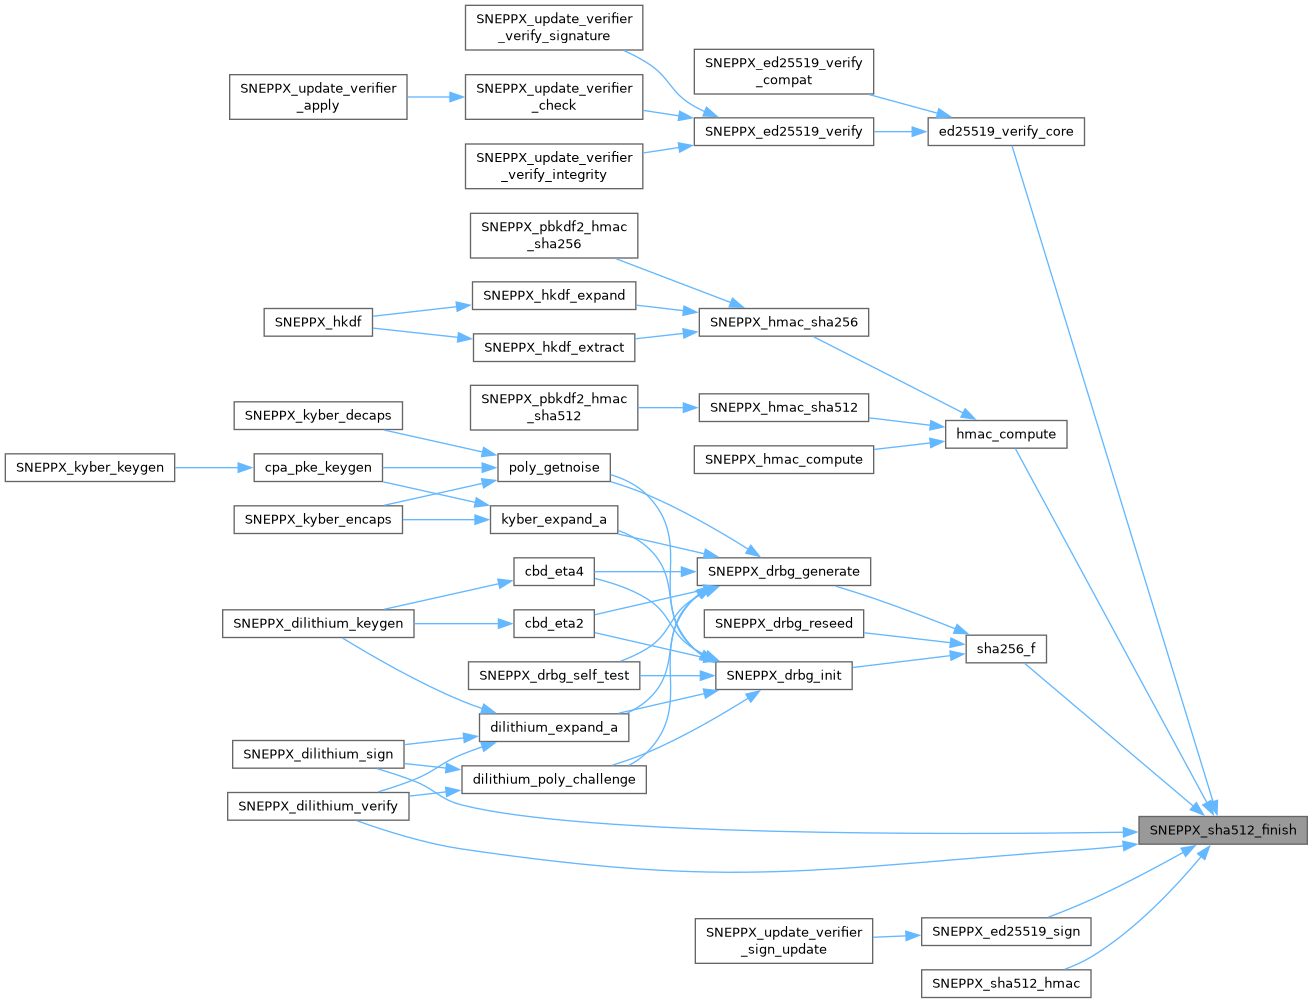 SNEPPX_update_verifier
_verify_signature
SNEPPX_ed25519_verify
_compat
SNEPPX_update_verifier
_apply
SNEPPX_update_verifier
_check
SNEPPX_ed25519_verify
ed25519_verify_core
SNEPPX_update_verifier
_verify_integrity
SNEPPX_pbkdf2_hmac
_sha256
SNEPPX_hkdf_expand
SNEPPX_hkdf
SNEPPX_hmac_sha256
SNEPPX_hkdf_extract
SNEPPX_pbkdf2_hmac
_sha512
SNEPPX_hmac_sha512
SNEPPX_kyber_decaps
hmac_compute
SNEPPX_hmac_compute
SNEPPX_kyber_keygen
cpa_pke_keygen
poly_getnoise
SNEPPX_kyber_encaps
kyber_expand_a
cbd_eta4
SNEPPX_drbg_generate
SNEPPX_dilithium_keygen
cbd_eta2
SNEPPX_drbg_reseed
sha256_f
SNEPPX_drbg_self_test
SNEPPX_drbg_init
dilithium_expand_a
SNEPPX_dilithium_sign
dilithium_poly_challenge
SNEPPX_dilithium_verify
SNEPPX_sha512_finish
SNEPPX_update_verifier
_sign_update
SNEPPX_ed25519_sign
SNEPPX_sha512_hmac